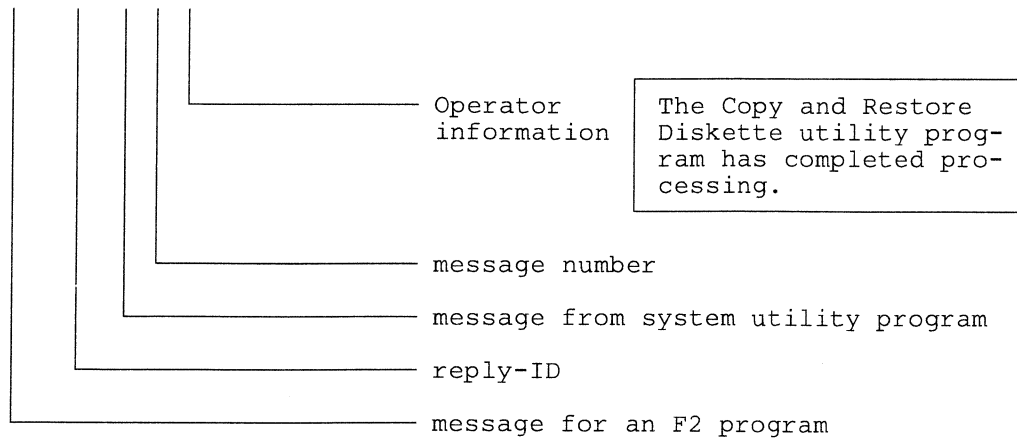 Operator
information
The Copy and Restore
Diskette utility prog-
ram has completed pro-
cessing.
message number
message from system utility program
reply-ID
message for an F2 program